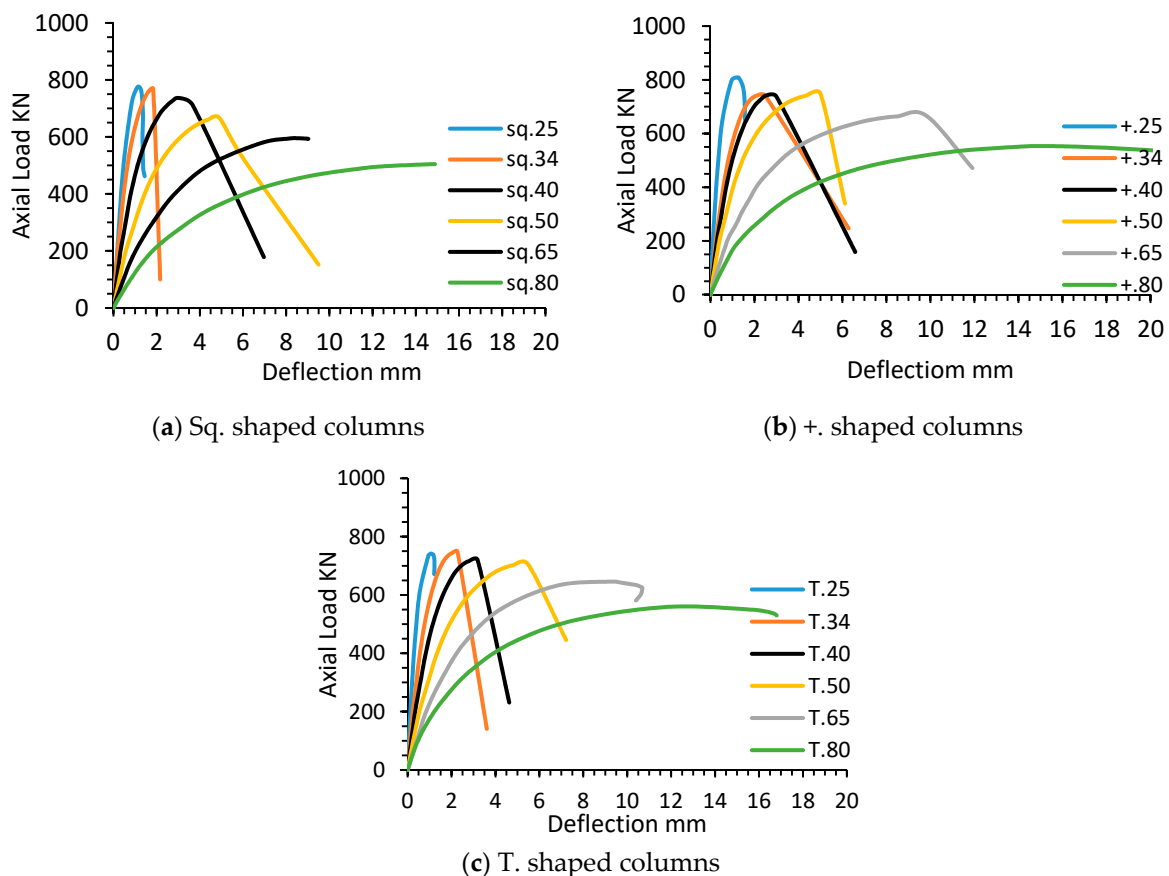 1000
800
600
400
200
0
Axial Load KN
0 2 4 6 8 10 12 14 16 18 20
Deflection mm
sq.25
sq.34
sq.40
sq.50
sq.65
sq.80
(a) Sq. shaped columns
1000
800
600
400
200
0
Axial Load KN
0 2 4 6 8 10 12 14 16 18 20
Deflectiom mm
+.25
+.34
+.40
+.50
+.65
+.80
(b) +. shaped columns
1000
800
600
400
200
0
Axial Load KN
0 2 4 6 8 10 12 14 16 18 20
Deflection mm
T.25
T.34
T.40
T.50
T.65
T.80
(c) T. shaped columns